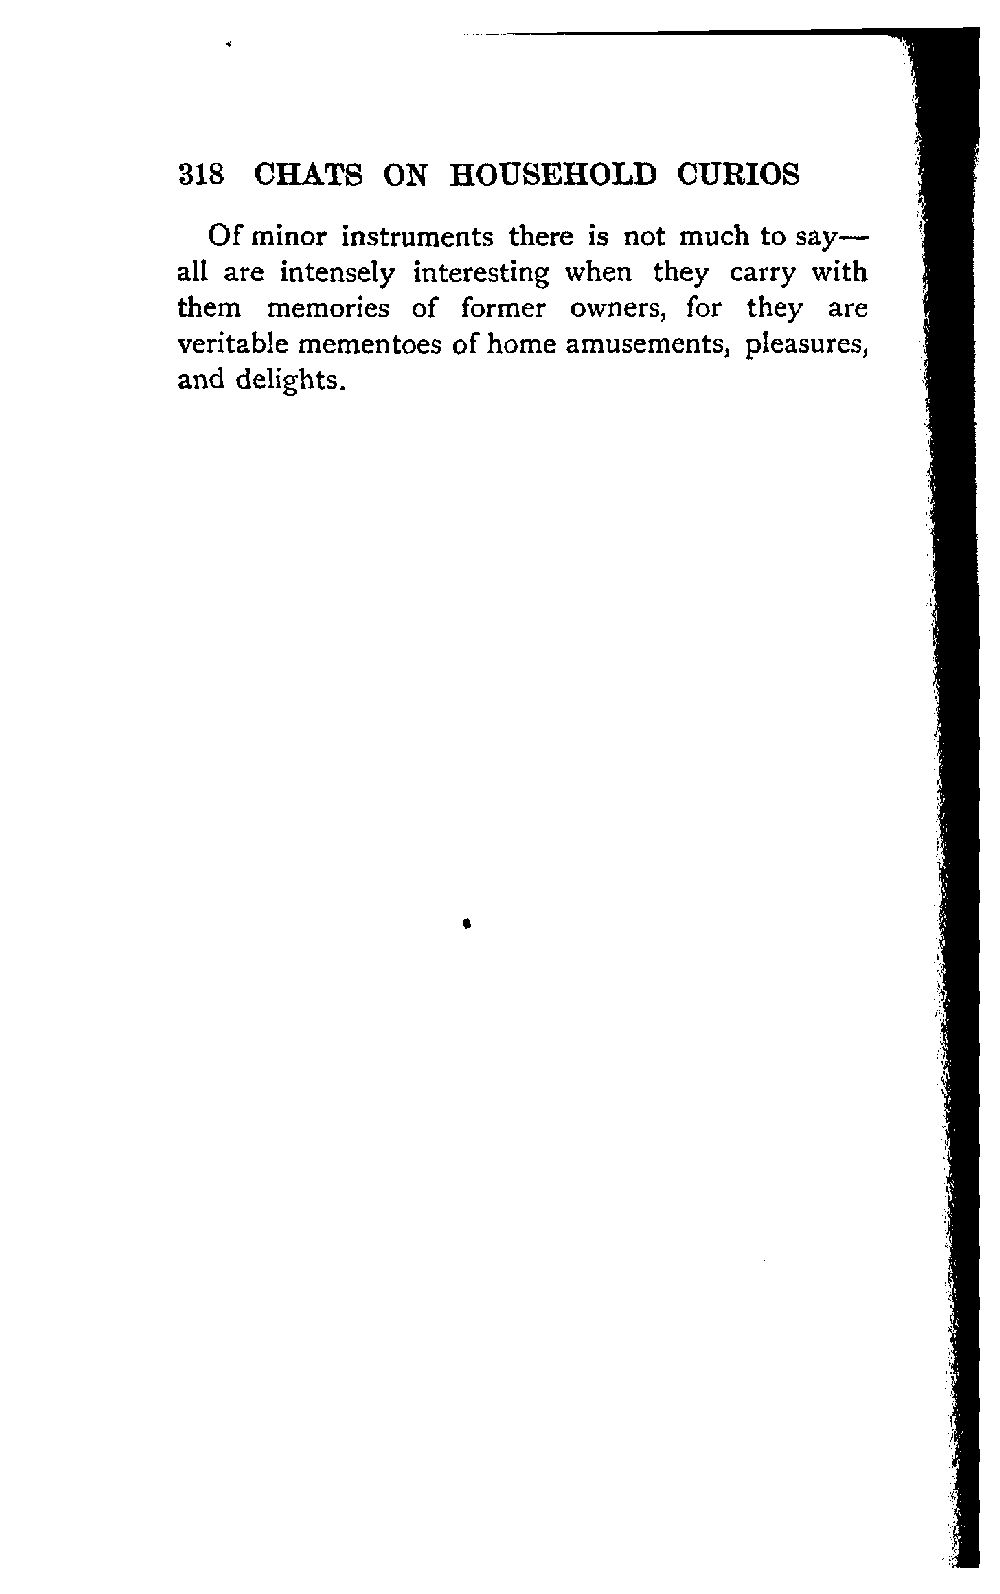 318 CHATS ON HOUSEHOLD CURIOS
Of minor instruments there is not much to say—
all are intensely interesting when they carry with
them memories of former owners, for they are
veritable mementoes of home amusements, pleasures,
and delights.